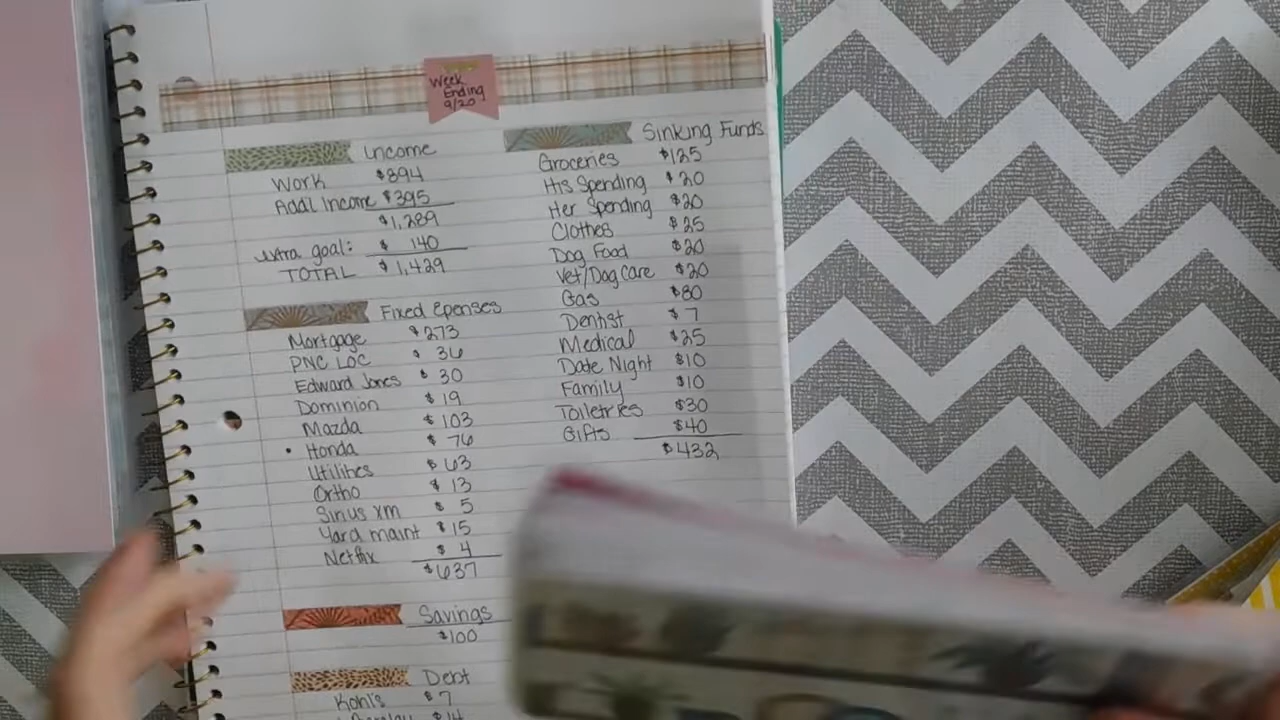 Week
Ending
9/20
Income
Work $894
Addl Income $395
$1,289
Extra goal: $ 140
TOTAL $1,429
Fixed Epenses
Mortgage $273
PNC LOC $ 36
Edward Jones $ 30
Dominion $ 19
Mazda $ 103
• Honda $ 76
Utilities $ 63
Ortho $ 13
Sirius xm $ 5
Yard maint $ 15
Netflix $ 4
$637
Savings
$100
Debt
Kohl's $ 7
Sinking Funds
Groceries $125
His Spending $20
Her Spending $20
Clothes $25
Dog Food $20
Vet/Dog Care $20
Gas $80
Dentist $ 7
Medical $25
Date Night $10
Family $10
Toiletries $30
Gifts $40
$432